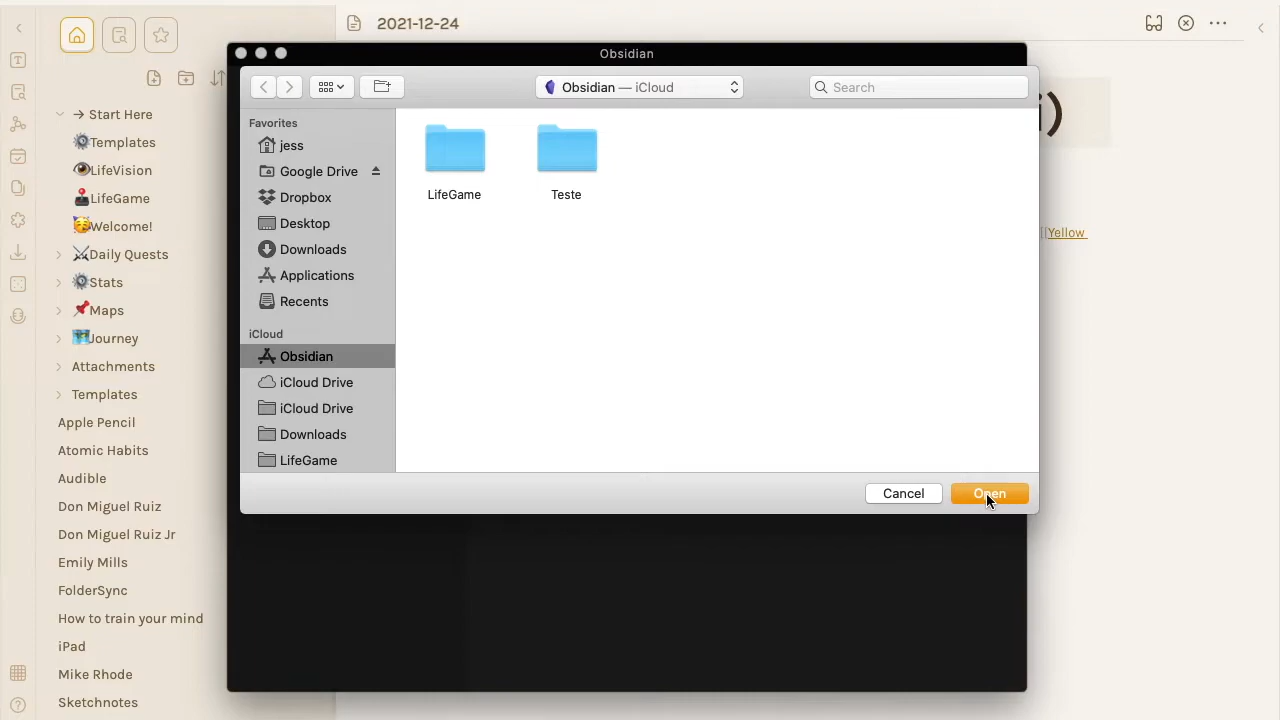 2021-12-24
Obsidian
Obsidian — iCloud
Search
Favorites
jess
Google Drive
Dropbox
Desktop
Downloads
Applications
Recents
iCloud
Obsidian
iCloud Drive
iCloud Drive
Downloads
LifeGame
LifeGame
Teste
Cancel
Open
→ Start Here
Templates
LifeVision
LifeGame
Welcome!
Daily Quests
Stats
Maps
Journey
Attachments
Templates
Apple Pencil
Atomic Habits
Audible
Don Miguel Ruiz
Don Miguel Ruiz Jr
Emily Mills
FolderSync
How to train your mind
iPad
Mike Rhode
Sketchnotes
i)
[[Yellow